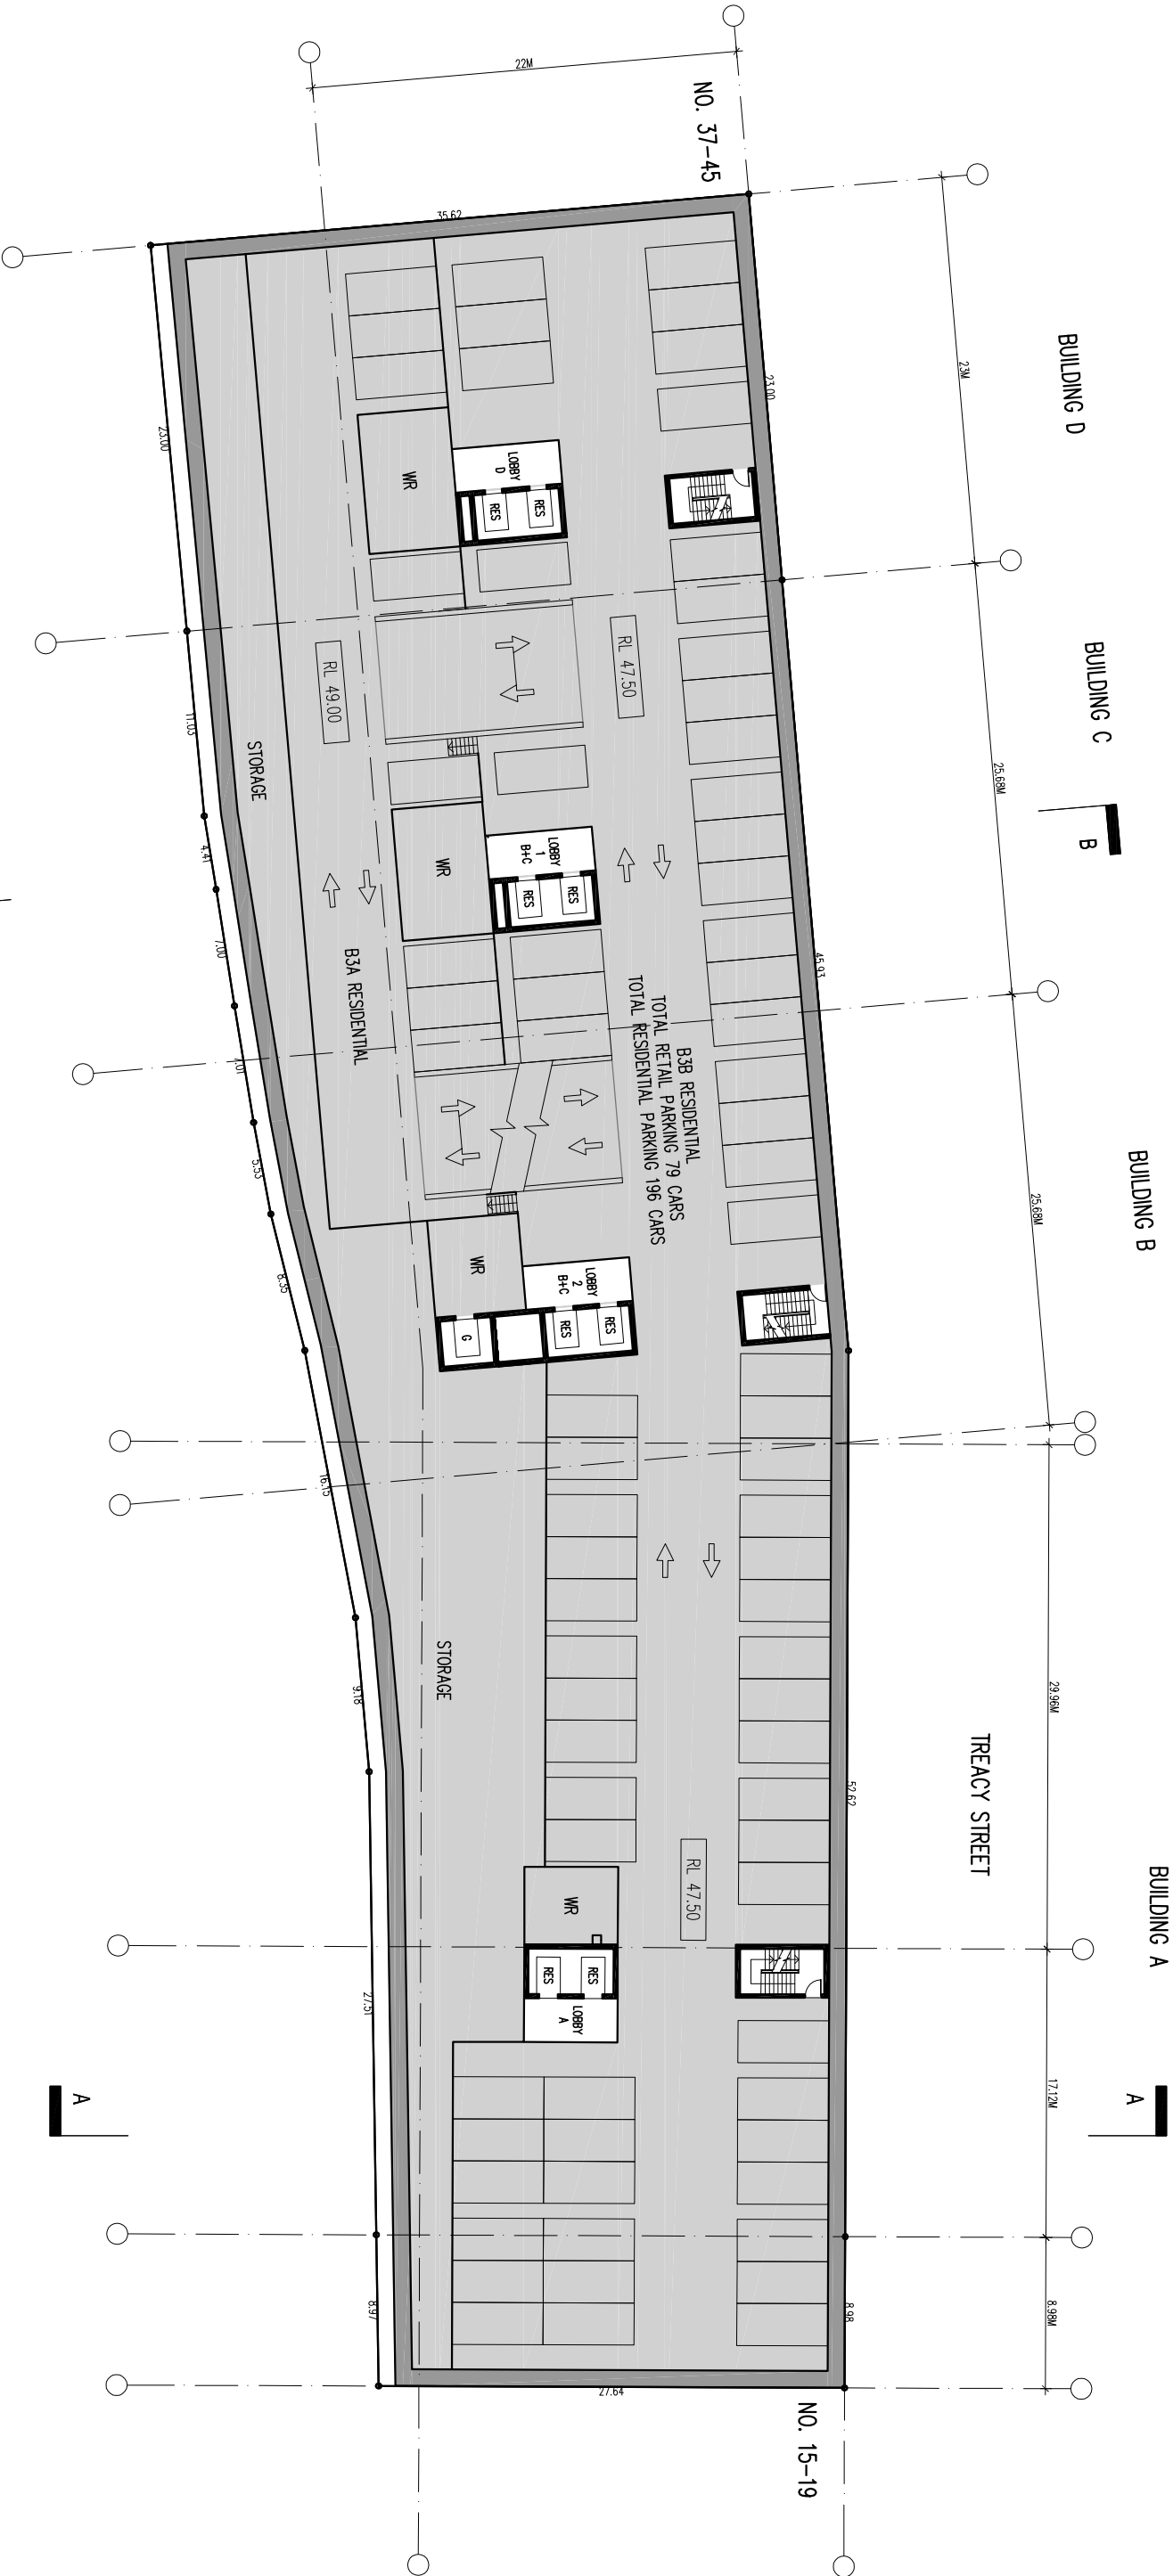 22M
NO. 37-45
35.62
BUILDING D
23M
23.00
23.00
LOBBY
D
RES
RES
WR
BUILDING C
25.68M
B
RL 47.50
RL 49.00
11.03
STORAGE
4.41
LOBBY
1
B+C
RES
RES
WR
7.00
45.93
B3A RESIDENTIAL
B3B RESIDENTIAL
TOTAL RETAIL PARKING 79 CARS
TOTAL RESIDENTIAL PARKING 196 CARS
5.53
BUILDING B
25.68M
WR
LOBBY
2
B+C
RES
RES
G
8.35
16.15
STORAGE
9.18
29.96M
TREACY STREET
52.62
RL 47.50
BUILDING A
WR
RES
RES
LOBBY
A
27.51
17.12M
A
A
8.98M
8.98
8.97
27.64
NO. 15-19